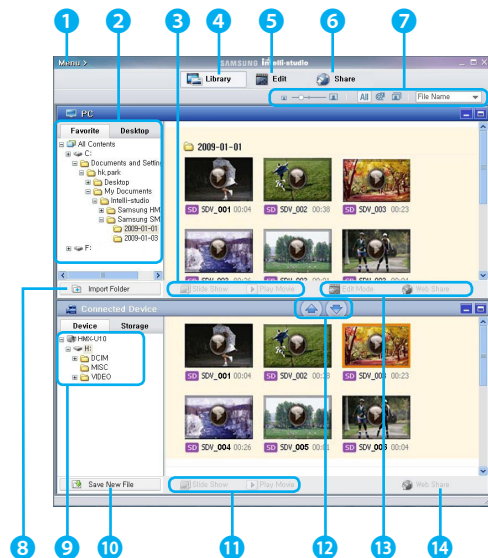 1 2 3 4 5 6 7
Menu > SAMSUNG intelli-studio
Library Edit Share
All File Name
PC
Favorite Desktop
All Contents
C:
Documents and Setting
hk.park
Desktop
My Documents
Intelli-studio
Samsung HM
Samsung SM
2009-01-01
2009-01-03
F:
2009-01-01
SD SDV_001 00:04 SD SDV_002 00:38 SD SDV_003 00:23
Import Folder Slide Show Play Movie Edit Mode Web Share
Connected Device
Device Storage
HMX-U10
H:
DCIM
MISC
VIDEO
SD SDV_001 00:04 SD SDV_002 SD SDV_003 00:23
SD SDV_004 00:26 SD SDV_005 SD 00:04
Save New File Slide Show Play Movie Web Share
8 9 10 11 12 13 14